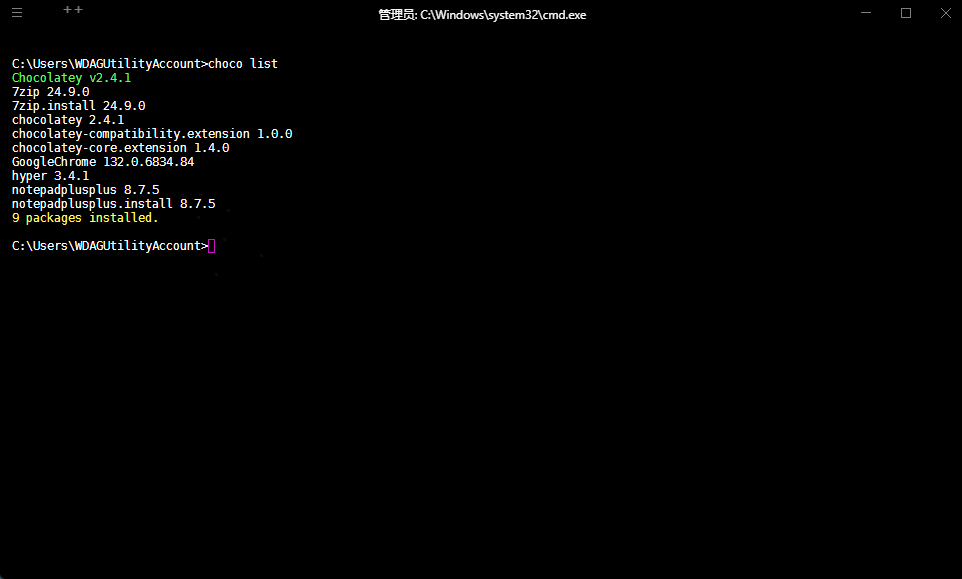 管理员: C:\Windows\system32\cmd.exe
C:\Users\WDAGUtilityAccount>choco list
Chocolatey v2.4.1
7zip 24.9.0
7zip.install 24.9.0
chocolatey 2.4.1
chocolatey-compatibility.extension 1.0.0
chocolatey-core.extension 1.4.0
GoogleChrome 132.0.6834.84
hyper 3.4.1
notepadplusplus 8.7.5
notepadplusplus.install 8.7.5
9 packages installed.
C:\Users\WDAGUtilityAccount>